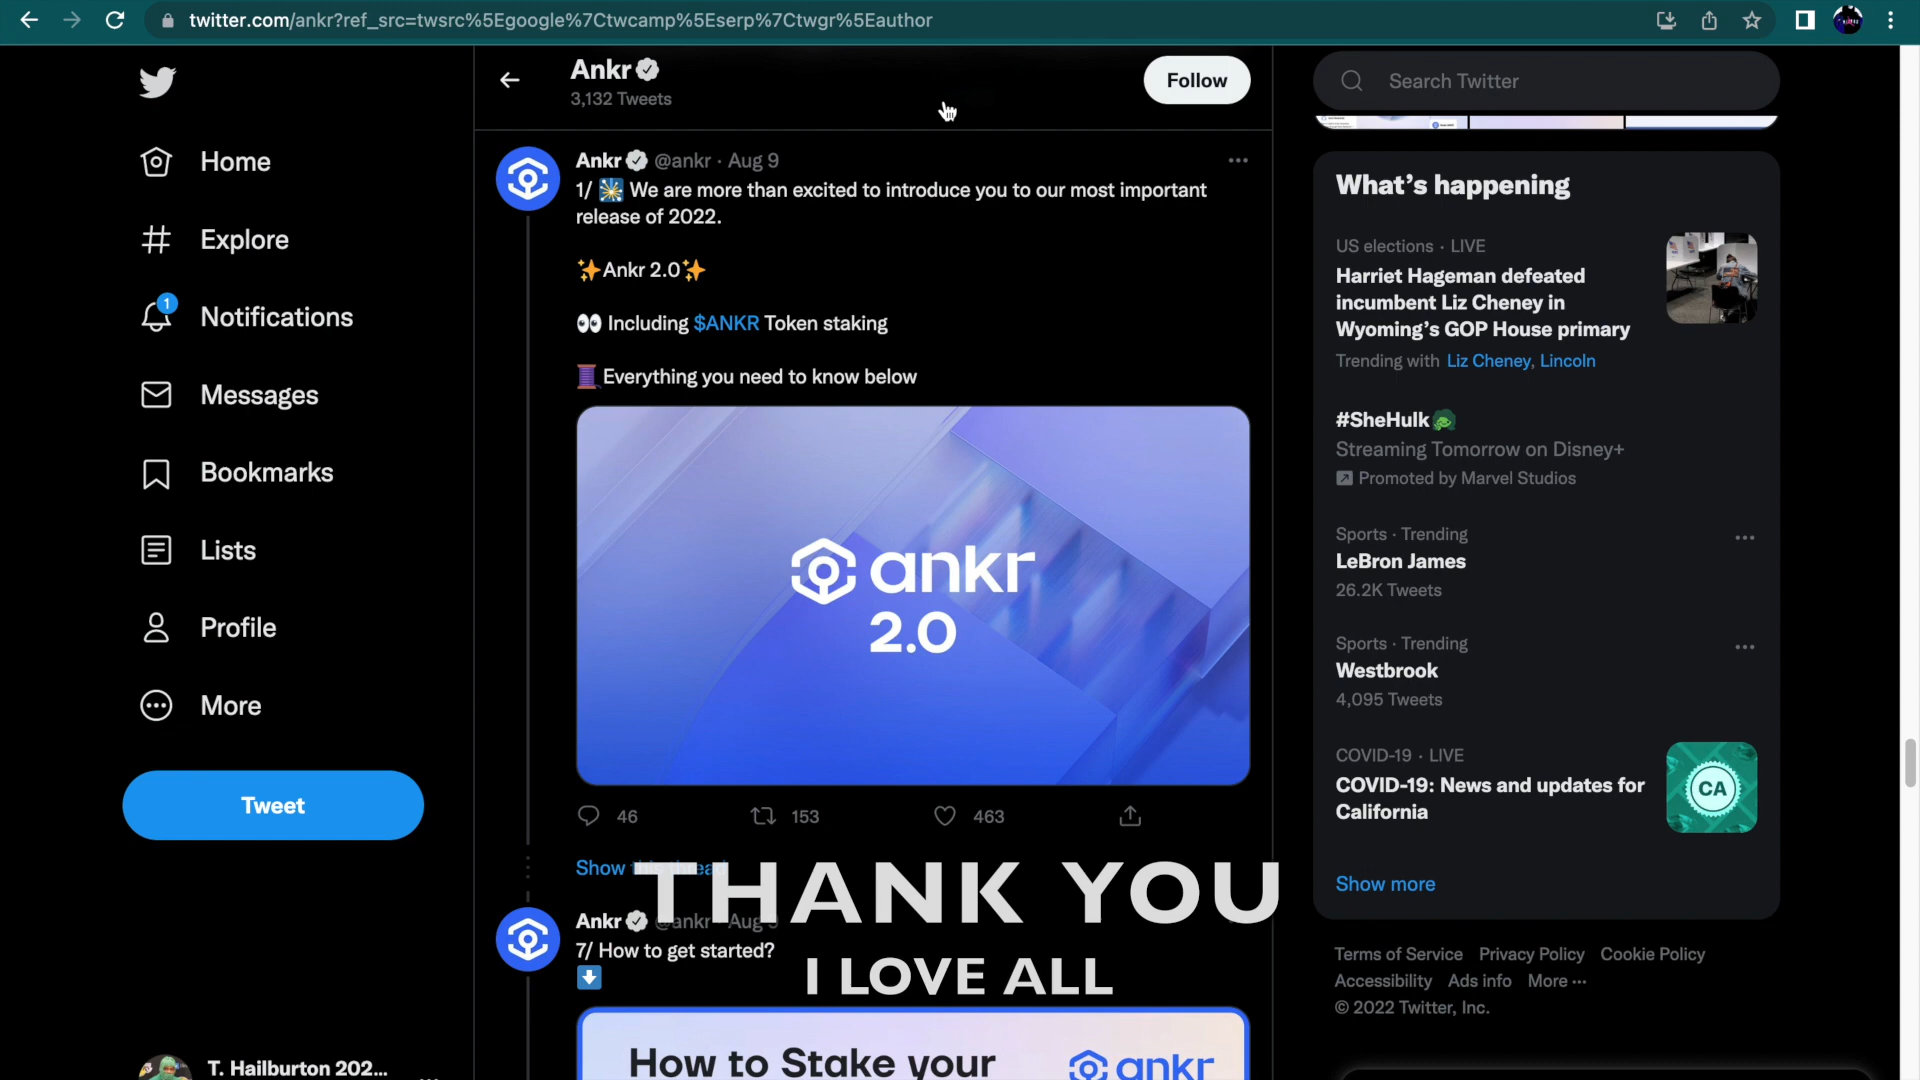 twitter.com/ankr?ref_src=twsrc%5Egoogle%7Ctwcamp%5Eserp%7Ctwgr%5Eauthor
Home
Explore
1
Notifications
Messages
Bookmarks
Lists
Profile
More
Tweet
T. Hailburton 202...
Ankr
3,132 Tweets
Follow
Ankr @ankr · Aug 9
1/ 🎇 We are more than excited to introduce you to our most important
release of 2022.
✨Ankr 2.0✨
👀 Including $ANKR Token staking
🧵Everything you need to know below
ankr
2.0
46 153 463
Show this thread
Ankr @ankr · Aug 9
7/ How to get started?
⬇️
How to Stake your
ankr
THANK YOU
I LOVE ALL
Search Twitter
What's happening
US elections · LIVE
Harriet Hageman defeated
incumbent Liz Cheney in
Wyoming's GOP House primary
Trending with Liz Cheney, Lincoln
#SheHulk
Streaming Tomorrow on Disney+
Promoted by Marvel Studios
Sports · Trending
LeBron James
26.2K Tweets
Sports · Trending
Westbrook
4,095 Tweets
COVID-19 · LIVE
COVID-19: News and updates for
California
CA
Show more
Terms of Service Privacy Policy Cookie Policy
Accessibility Ads info More ···
© 2022 Twitter, Inc.